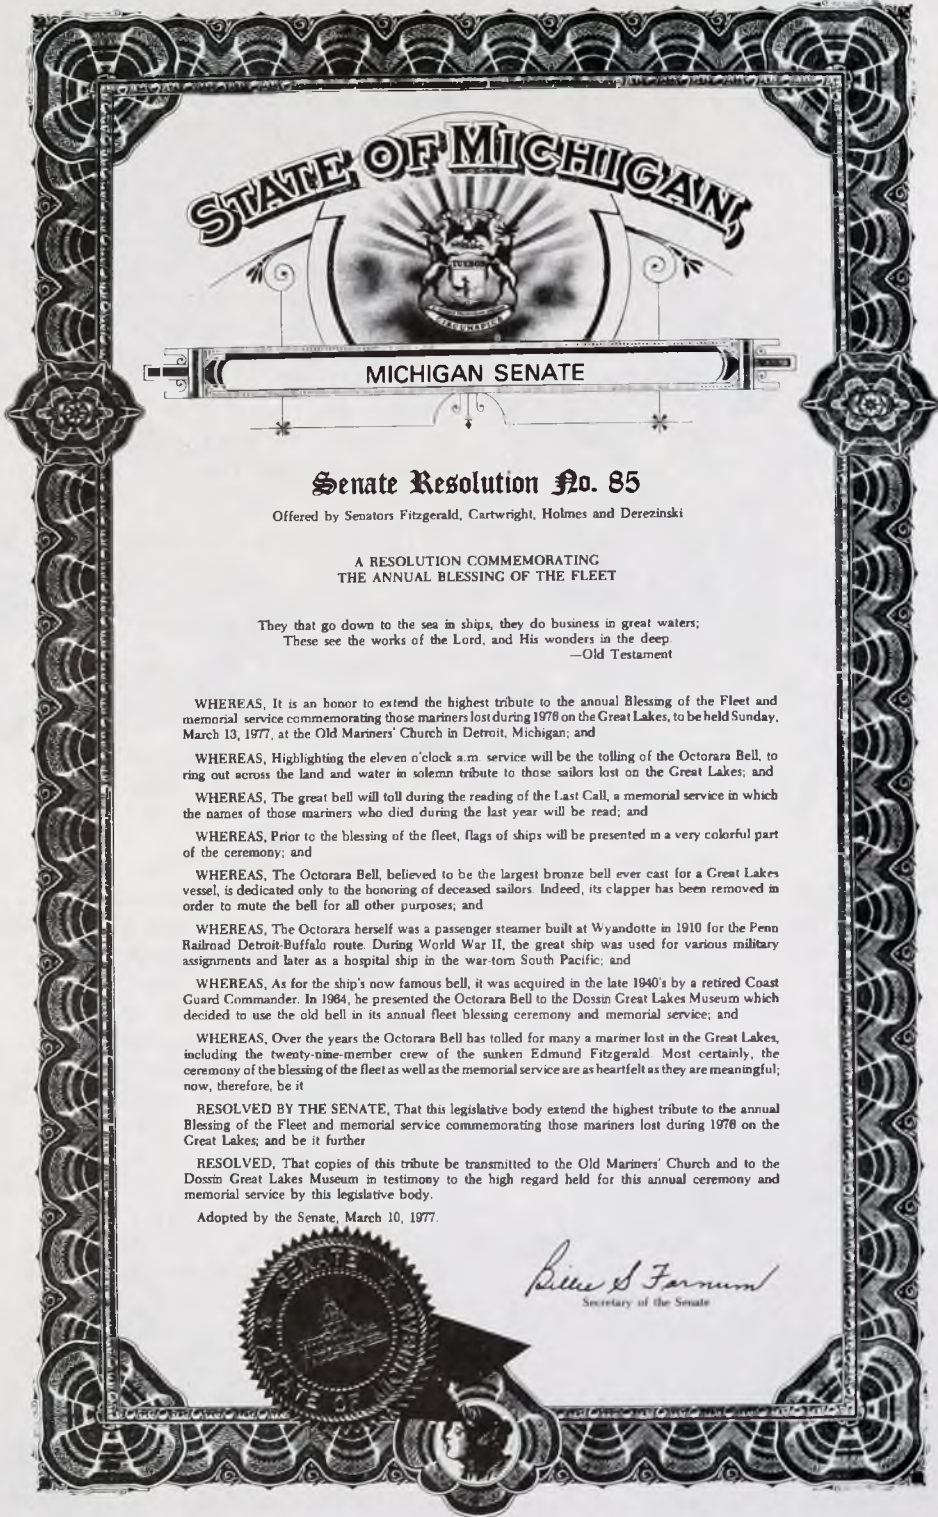 STATE OF MICHIGAN,
TUEBOR
CIRCUMSPICE
MICHIGAN SENATE
Senate Resolution No. 85
Offered by Senators Fitzgerald, Cartwright, Holmes and Derezinski
A RESOLUTION COMMEMORATING
THE ANNUAL BLESSING OF THE FLEET
They that go down to the sea in ships, they do business in great waters;
These see the works of the Lord, and His wonders in the deep.
—Old Testament
WHEREAS, It is an honor to extend the highest tribute to the annual Blessing of the Fleet and
memorial service commemorating those mariners lost during 1976 on the Great Lakes, to be held Sunday,
March 13, 1977, at the Old Mariners' Church in Detroit, Michigan; and
WHEREAS, Highlighting the eleven o'clock a.m. service will be the tolling of the Octorara Bell, to
ring out across the land and water in solemn tribute to those sailors lost on the Great Lakes; and
WHEREAS, The great bell will toll during the reading of the Last Call, a memorial service in which
the names of those mariners who died during the last year will be read; and
WHEREAS, Prior to the blessing of the fleet, flags of ships will be presented in a very colorful part
of the ceremony; and
WHEREAS, The Octorara Bell, believed to be the largest bronze bell ever cast for a Great Lakes
vessel, is dedicated only to the honoring of deceased sailors. Indeed, its clapper has been removed in
order to mute the bell for all other purposes; and
WHEREAS, The Octorara herself was a passenger steamer built at Wyandotte in 1910 for the Penn
Railroad Detroit-Buffalo route. During World War II, the great ship was used for various military
assignments and later as a hospital ship in the war-torn South Pacific; and
WHEREAS, As for the ship's now famous bell, it was acquired in the late 1940's by a retired Coast
Guard Commander. In 1964, he presented the Octorara Bell to the Dossin Great Lakes Museum which
decided to use the old bell in its annual fleet blessing ceremony and memorial service; and
WHEREAS, Over the years the Octorara Bell has tolled for many a mariner lost in the Great Lakes,
including the twenty-nine-member crew of the sunken Edmund Fitzgerald. Most certainly, the
ceremony of the blessing of the fleet as well as the memorial service are as heartfelt as they are meaningful;
now, therefore, be it
RESOLVED BY THE SENATE, That this legislative body extend the highest tribute to the annual
Blessing of the Fleet and memorial service commemorating those mariners lost during 1976 on the
Great Lakes; and be it further
RESOLVED, That copies of this tribute be transmitted to the Old Mariners' Church and to the
Dossin Great Lakes Museum in testimony to the high regard held for this annual ceremony and
memorial service by this legislative body.
Adopted by the Senate, March 10, 1977.
Billie S Farnum
Secretary of the Senate
SENATE
STATE OF MICHIGAN